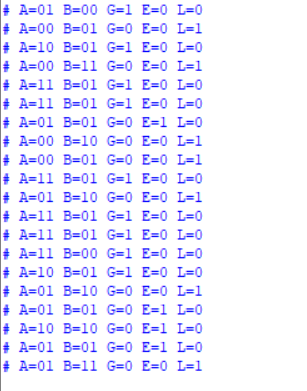 # A=01 B=00 G=1 E=0 L=0
# A=00 B=01 G=0 E=0 L=1
# A=10 B=01 G=1 E=0 L=0
# A=00 B=11 G=0 E=0 L=1
# A=11 B=01 G=1 E=0 L=0
# A=11 B=01 G=1 E=0 L=0
# A=01 B=01 G=0 E=1 L=0
# A=00 B=10 G=0 E=0 L=1
# A=00 B=01 G=0 E=0 L=1
# A=11 B=01 G=1 E=0 L=0
# A=01 B=10 G=0 E=0 L=1
# A=11 B=01 G=1 E=0 L=0
# A=11 B=01 G=1 E=0 L=0
# A=11 B=00 G=1 E=0 L=0
# A=10 B=01 G=1 E=0 L=0
# A=01 B=10 G=0 E=0 L=1
# A=01 B=01 G=0 E=1 L=0
# A=10 B=10 G=0 E=1 L=0
# A=01 B=01 G=0 E=1 L=0
# A=01 B=11 G=0 E=0 L=1